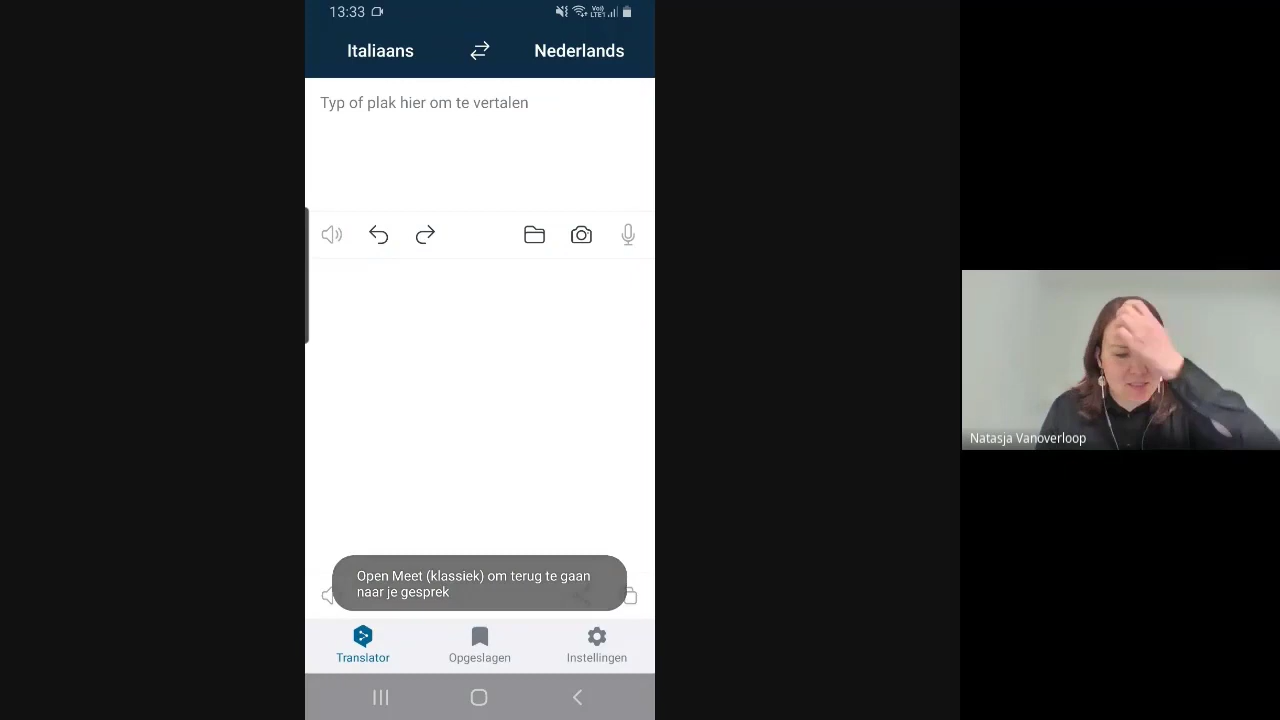 13:33
Italiaans
Nederlands
Typ of plak hier om te vertalen
Open Meet (klassiek) om terug te gaan
naar je gesprek
Translator
Opgeslagen
Instellingen
Natasja Vanoverloop